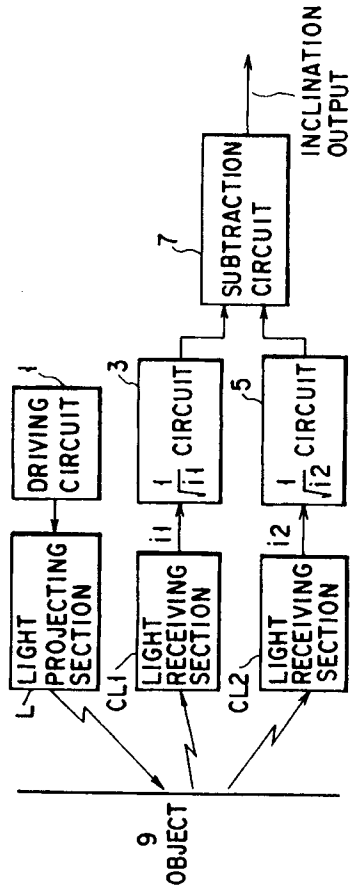 1
DRIVING
CIRCUIT
L
LIGHT
PROJECTING
SECTION
9
OBJECT
CL1
LIGHT
RECEIVING
SECTION
i1
3
1/√i1 CIRCUIT
7
SUBTRACTION
CIRCUIT
INCLINATION
OUTPUT
CL2
LIGHT
RECEIVING
SECTION
i2
5
1/√i2 CIRCUIT